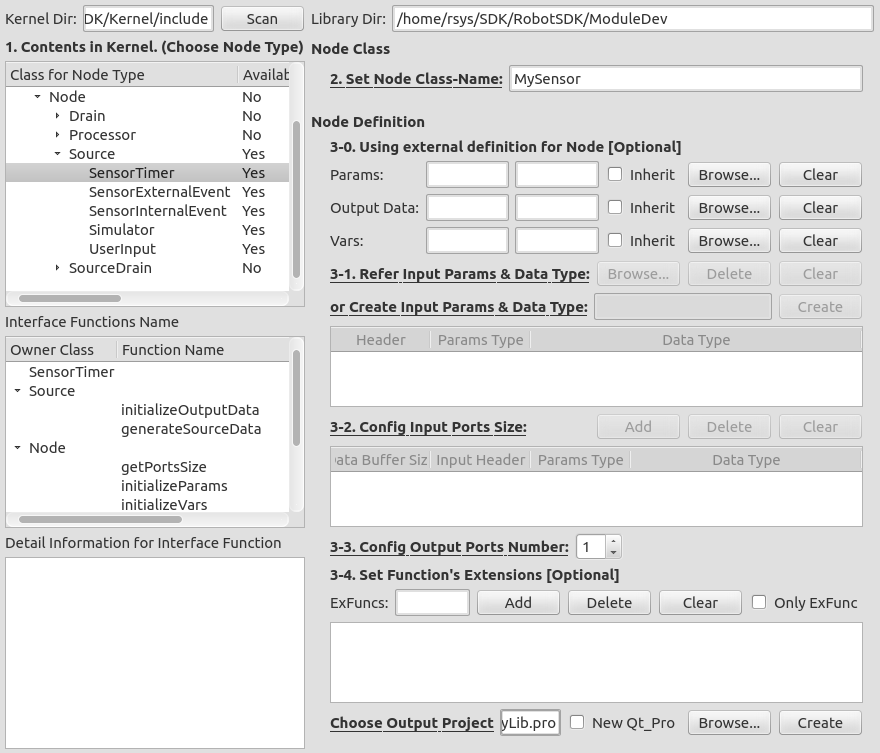 Kernel Dir: DK/Kernel/include Scan Library Dir: /home/rsys/SDK/RobotSDK/ModuleDev
1. Contents in Kernel. (Choose Node Type)
Class for Node Type Availab
Node No
Drain No
Processor No
Source Yes
SensorTimer Yes
SensorExternalEvent Yes
SensorInternalEvent Yes
Simulator Yes
UserInput Yes
SourceDrain No
Interface Functions Name
Owner Class Function Name
SensorTimer
Source
initializeOutputData
generateSourceData
Node
getPortsSize
initializeParams
initializeVars
Detail Information for Interface Function
Node Class
2. Set Node Class-Name: MySensor
Node Definition
3-0. Using external definition for Node [Optional]
Params: Inherit Browse... Clear
Output Data: Inherit Browse... Clear
Vars: Inherit Browse... Clear
3-1. Refer Input Params & Data Type: Browse... Delete Clear
or Create Input Params & Data Type: Create
Header Params Type Data Type
3-2. Config Input Ports Size: Add Delete Clear
ata Buffer Siz Input Header Params Type Data Type
3-3. Config Output Ports Number: 1
3-4. Set Function's Extensions [Optional]
ExFuncs: Add Delete Clear Only ExFunc
Choose Output Project yLib.pro New Qt_Pro Browse... Create